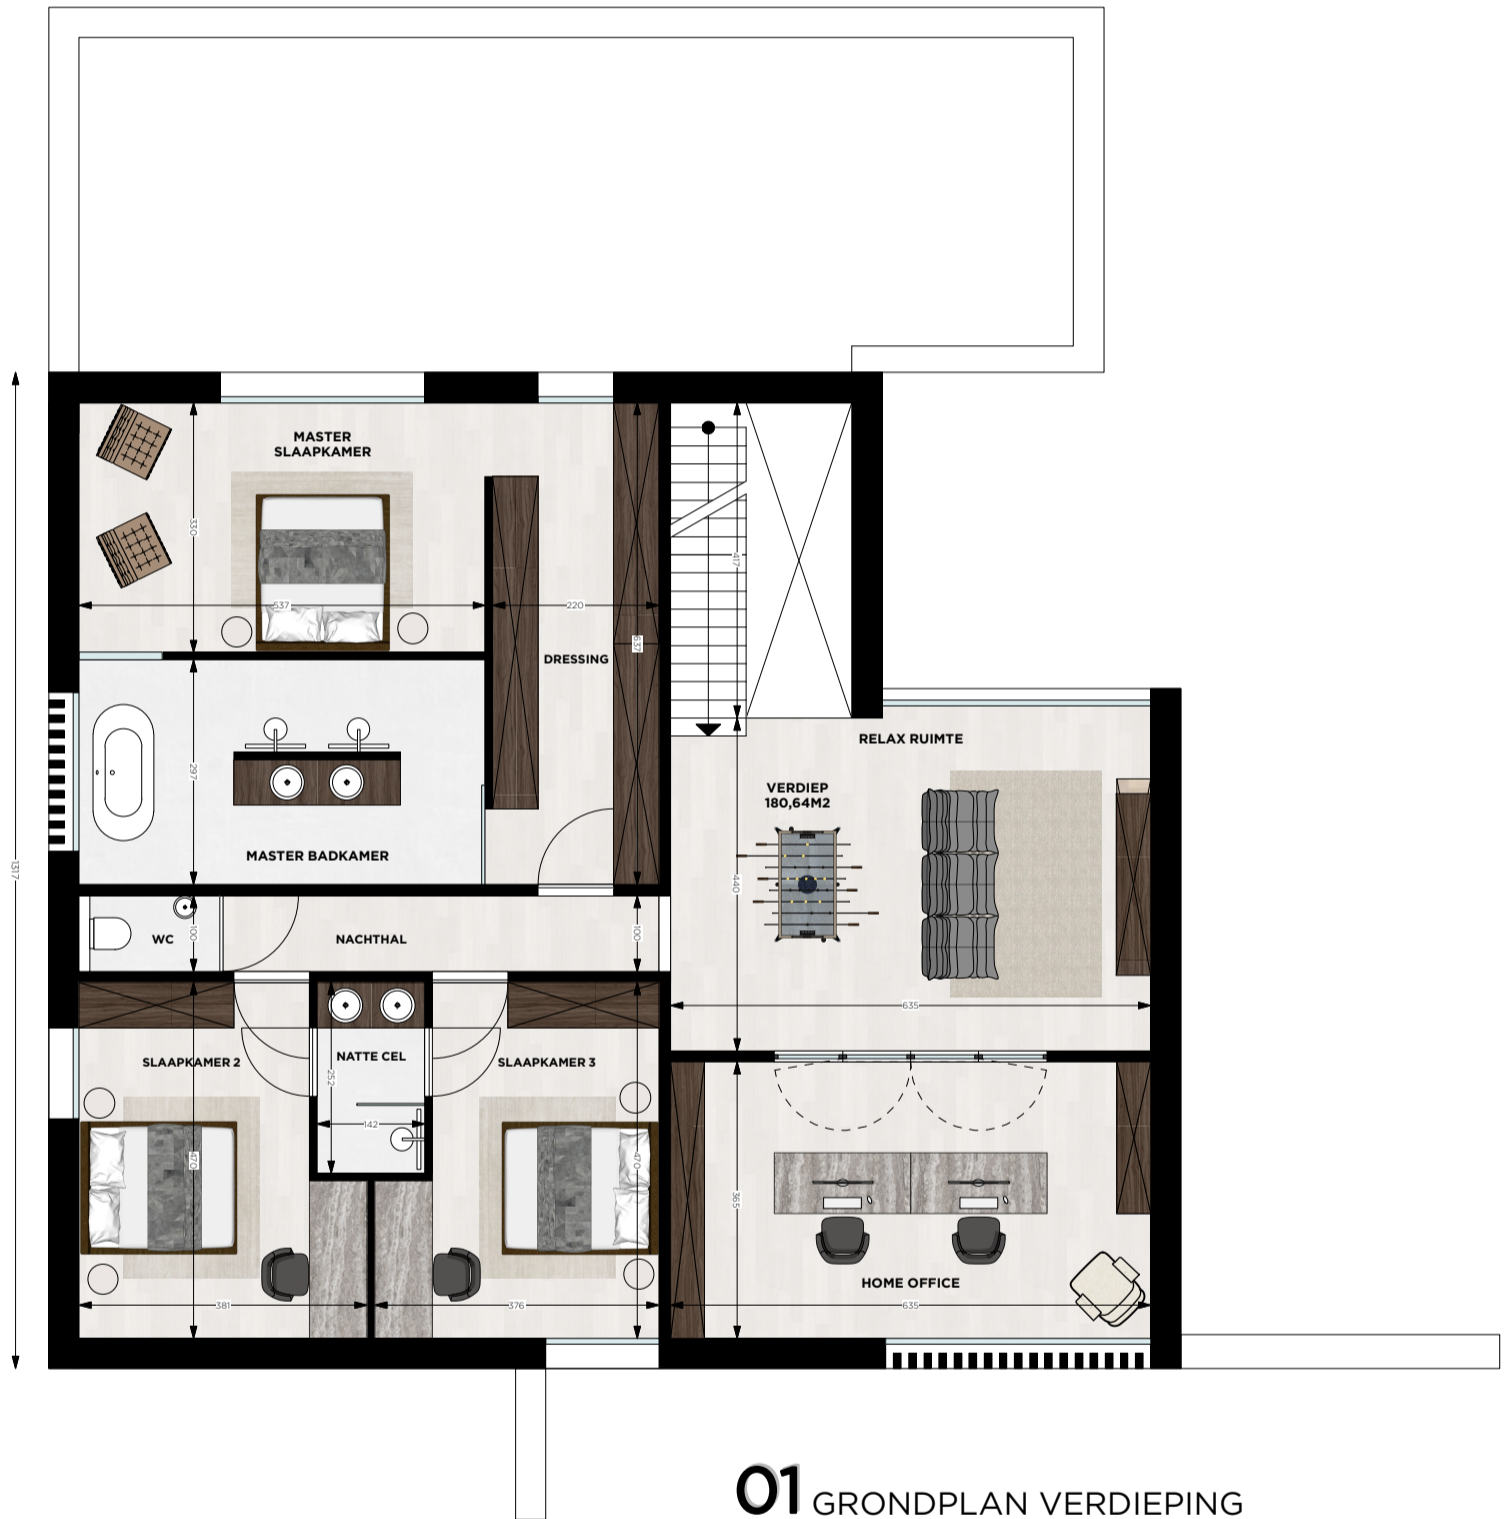 MASTER
SLAAPKAMER
330
537
220
637
DRESSING
417
RELAX RUIMTE
VERDIEP
180,64M2
297
MASTER BADKAMER
1317
440
WC
100
NACHTHAL
100
635
SLAAPKAMER 2
NATTE CEL
SLAAPKAMER 3
252
142
470
470
365
HOME OFFICE
381
376
635
01 GRONDPLAN VERDIEPING